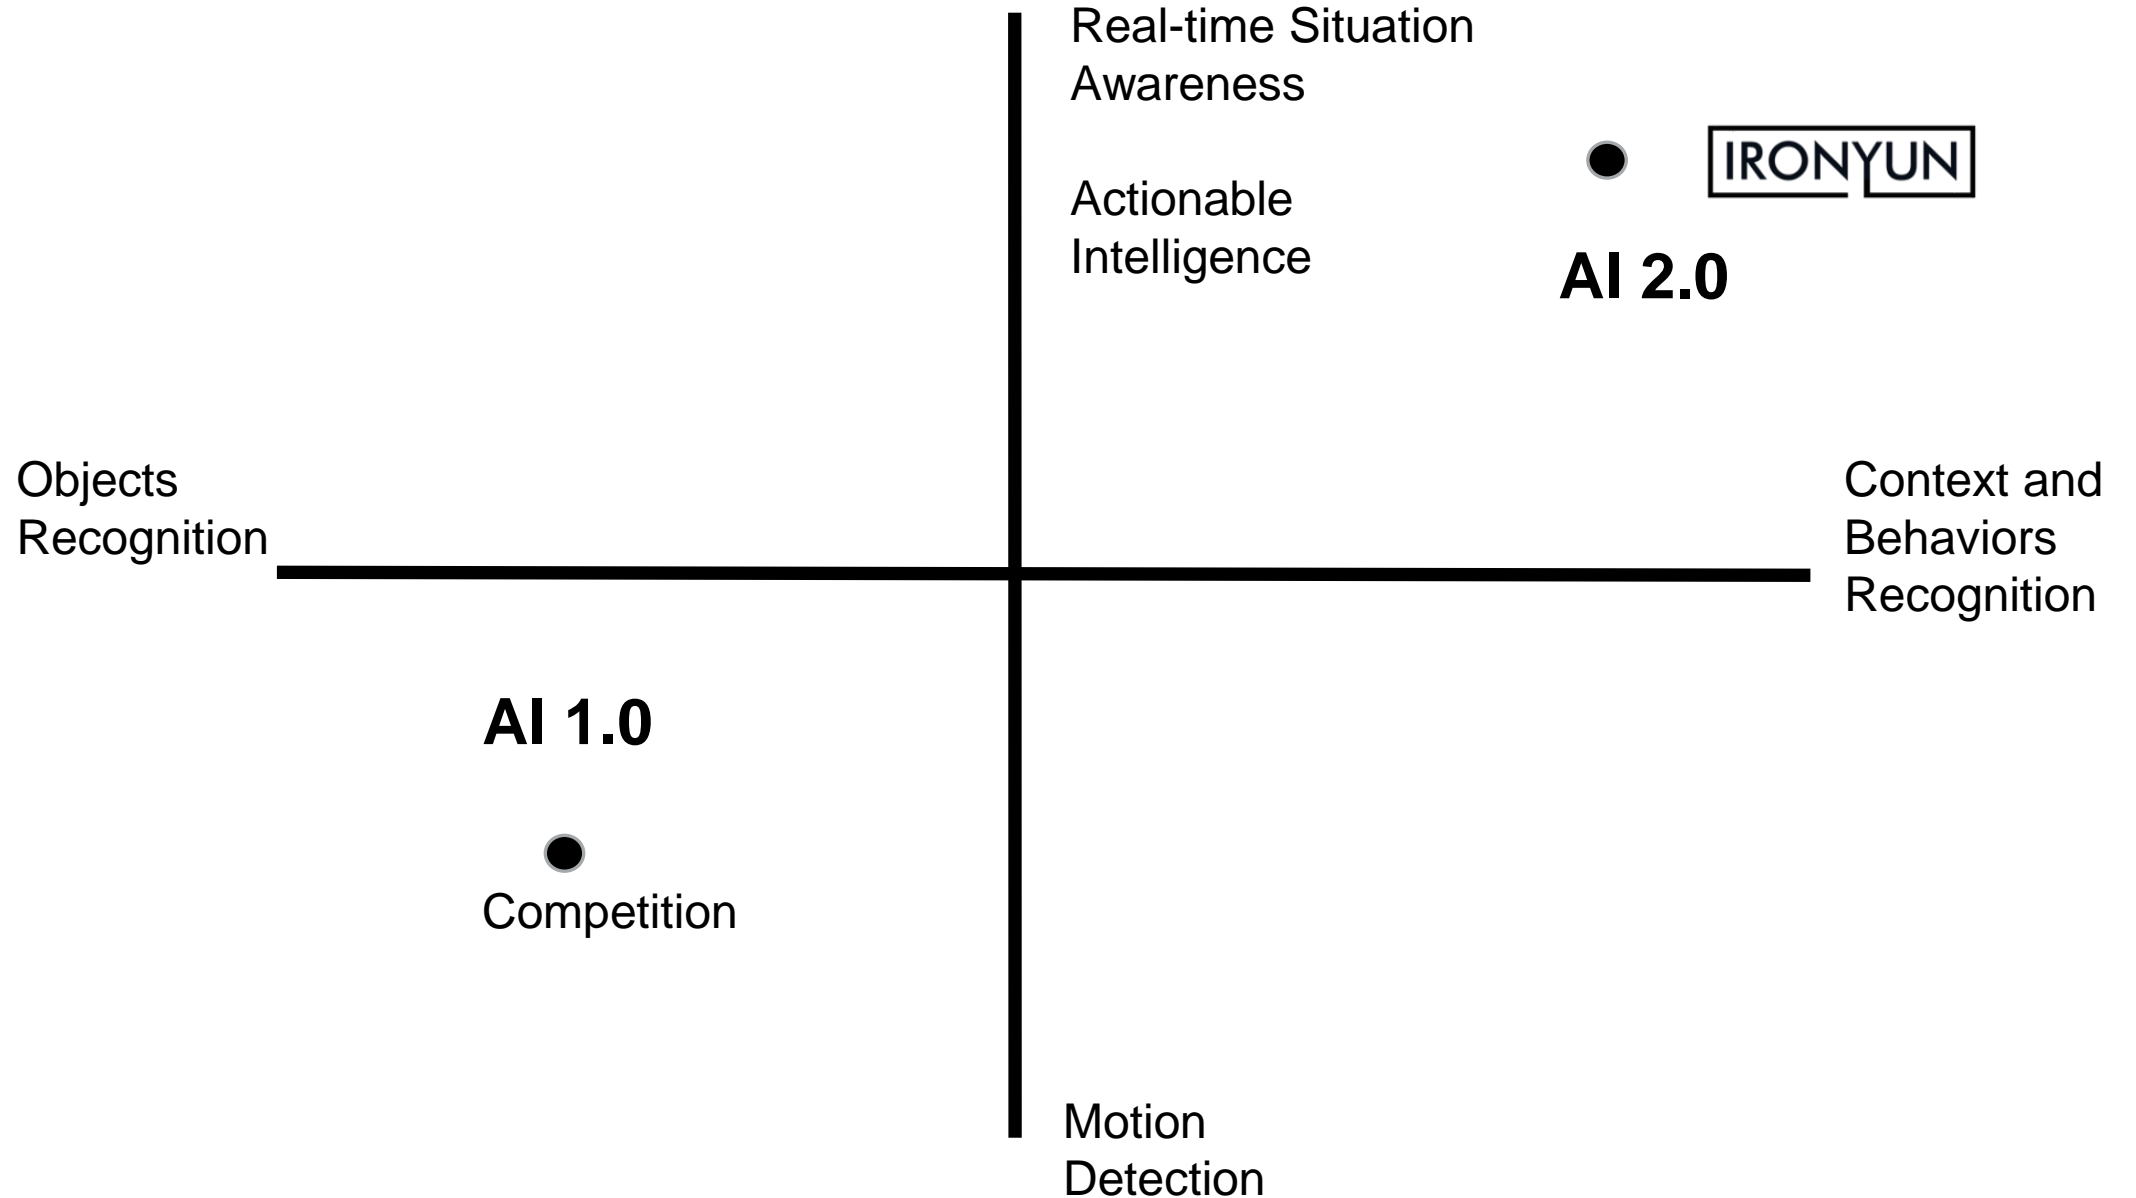 Real-time Situation
Awareness
IRONYUN
Actionable
Intelligence
AI 2.0
Objects
Recognition
Context and
Behaviors
Recognition
AI 1.0
Competition
Motion
Detection